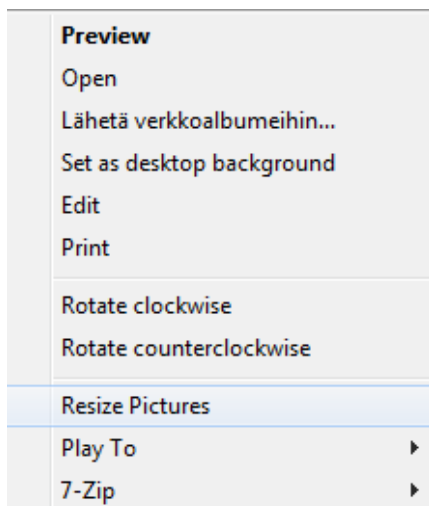 Preview
Open
Lähetä verkkoalbumeihin...
Set as desktop background
Edit
Print
Rotate clockwise
Rotate counterclockwise
Resize Pictures
Play To
7-Zip